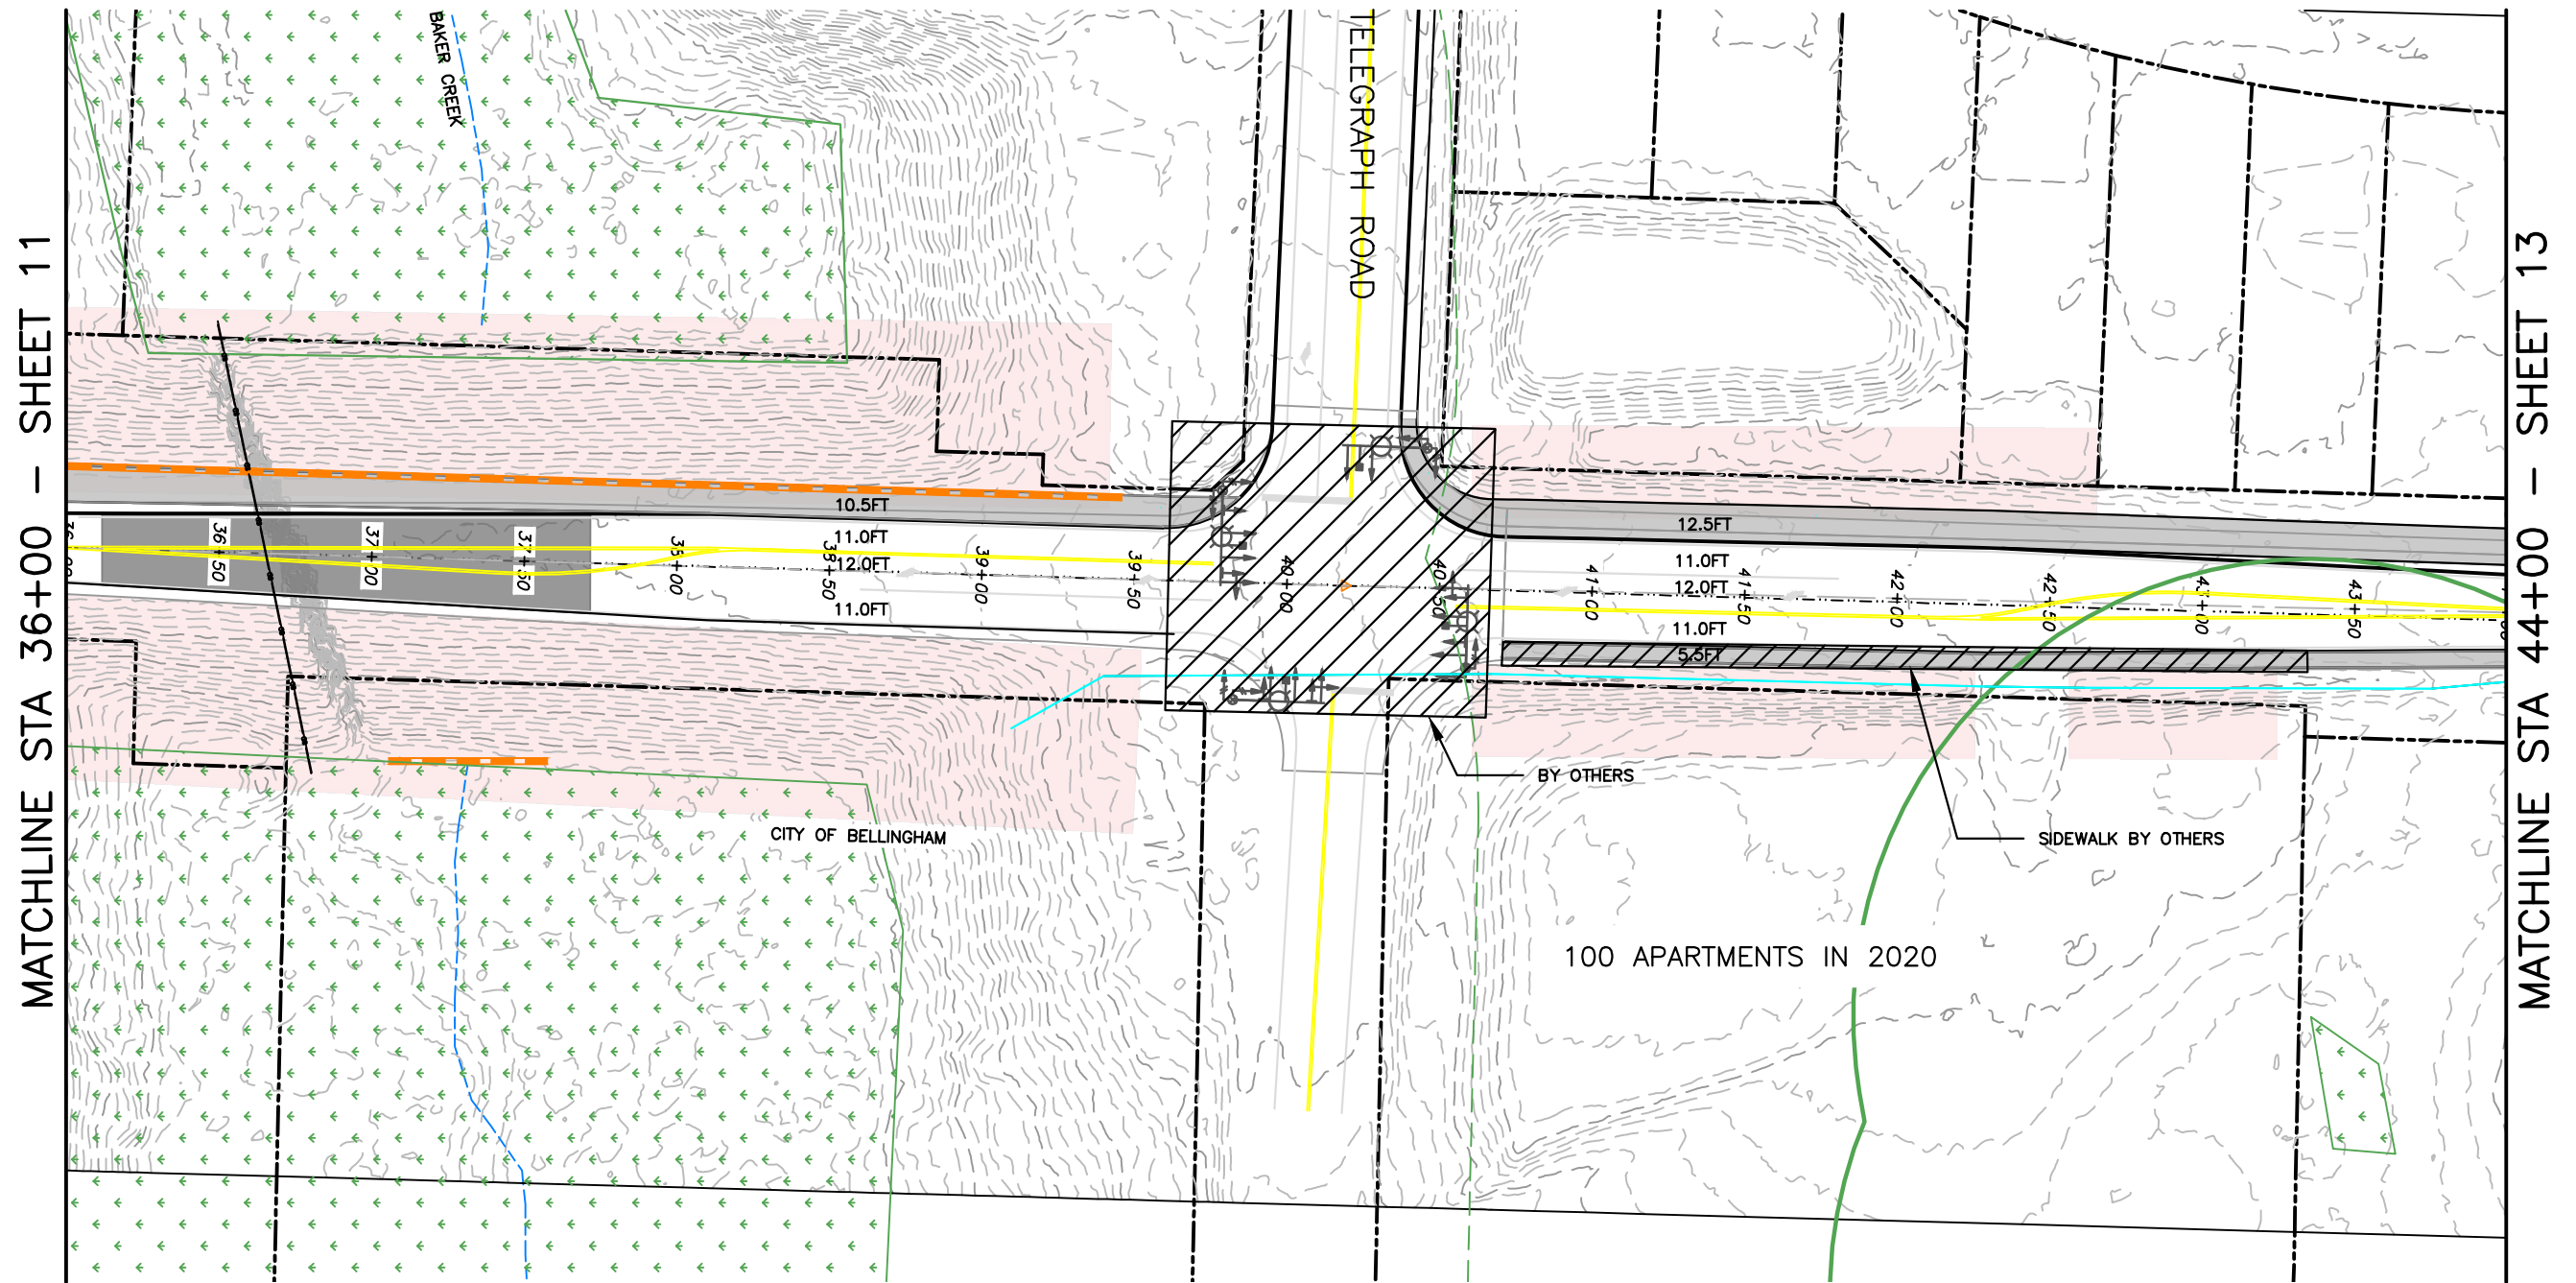 MATCHLINE STA 36+00 - SHEET 11
BAKER CREEK
TELEGRAPH ROAD
MATCHLINE STA 44+00 - SHEET 13
10.5FT
11.0FT
12.0FT
11.0FT
12.5FT
11.0FT
12.0FT
11.0FT
5.5FT
36+50
37+00
37+50
38+00
38+50
39+00
39+50
40+00
40+50
41+00
41+50
42+00
42+50
43+00
43+50
BY OTHERS
SIDEWALK BY OTHERS
CITY OF BELLINGHAM
100 APARTMENTS IN 2020